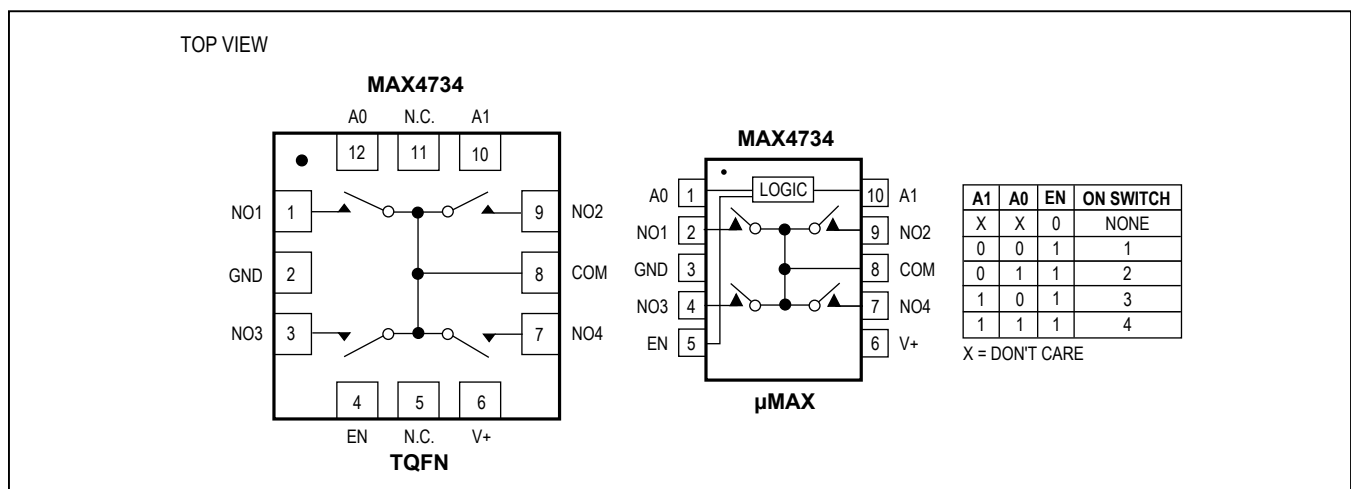 TOP VIEW
MAX4734
A0 N.C. A1
12 11 10
NO1 1 9 NO2
GND 2 8 COM
NO3 3 7 NO4
4 5 6
EN N.C. V+
TQFN
MAX4734
LOGIC
A0 1 10 A1
NO1 2 9 NO2
GND 3 8 COM
NO3 4 7 NO4
EN 5 6 V+
µMAX
A1 A0 EN ON SWITCH
X X 0 NONE
0 0 1 1
0 1 1 2
1 0 1 3
1 1 1 4
X = DON'T CARE